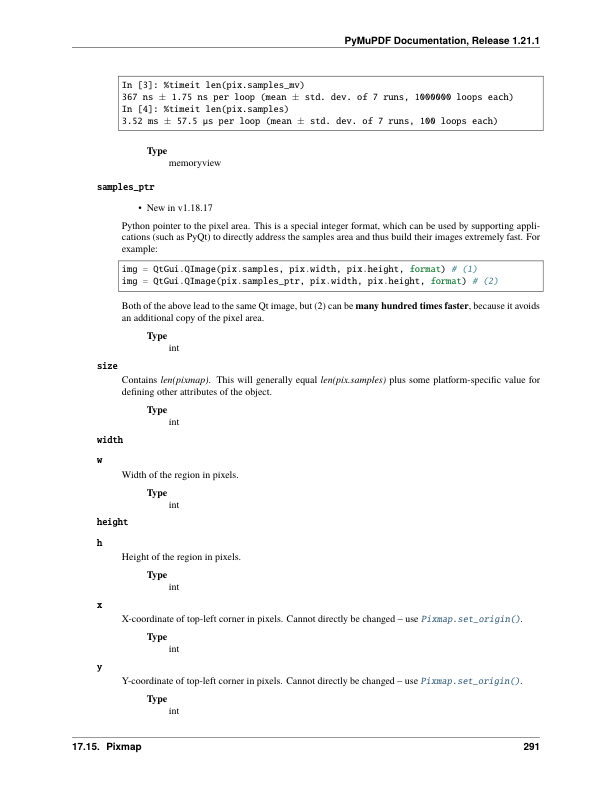 PyMuPDF Documentation, Release 1.21.1
In [3]: %timeit len(pix.samples_mv)
367 ns ± 1.75 ns per loop (mean ± std. dev. of 7 runs, 1000000 loops each)
In [4]: %timeit len(pix.samples)
3.52 ms ± 57.5 µs per loop (mean ± std. dev. of 7 runs, 100 loops each)
Type
memoryview
samples_ptr
• New in v1.18.17
Python pointer to the pixel area. This is a special integer format, which can be used by supporting appli-
cations (such as PyQt) to directly address the samples area and thus build their images extremely fast. For
example:
img = QtGui.QImage(pix.samples, pix.width, pix.height, format) # (1)
img = QtGui.QImage(pix.samples_ptr, pix.width, pix.height, format) # (2)
Both of the above lead to the same Qt image, but (2) can be many hundred times faster, because it avoids
an additional copy of the pixel area.
Type
int
size
Contains len(pixmap). This will generally equal len(pix.samples) plus some platform-specific value for
defining other attributes of the object.
Type
int
width
w
Width of the region in pixels.
Type
int
height
h
Height of the region in pixels.
Type
int
x
X-coordinate of top-left corner in pixels. Cannot directly be changed – use Pixmap.set_origin().
Type
int
y
Y-coordinate of top-left corner in pixels. Cannot directly be changed – use Pixmap.set_origin().
Type
int
17.15. Pixmap 291